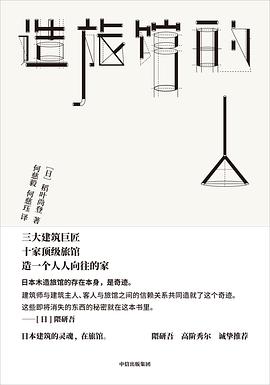 造旅馆的人
[日] 稻叶尚登 著
何慈毅 何慈珏 译
三大建筑巨匠
十家顶级旅馆
造一个人人向往的家
日本木造旅馆的存在本身，是奇迹。
建筑师与建筑主人、客人与旅馆之间的信赖关系共同造就了这个奇迹。
这些即将消失的东西的秘密就在这本书里。
——[日]隈研吾
日本建筑的灵魂，在旅馆。 隈研吾 高阶秀尔 诚挚推荐
中信出版集团